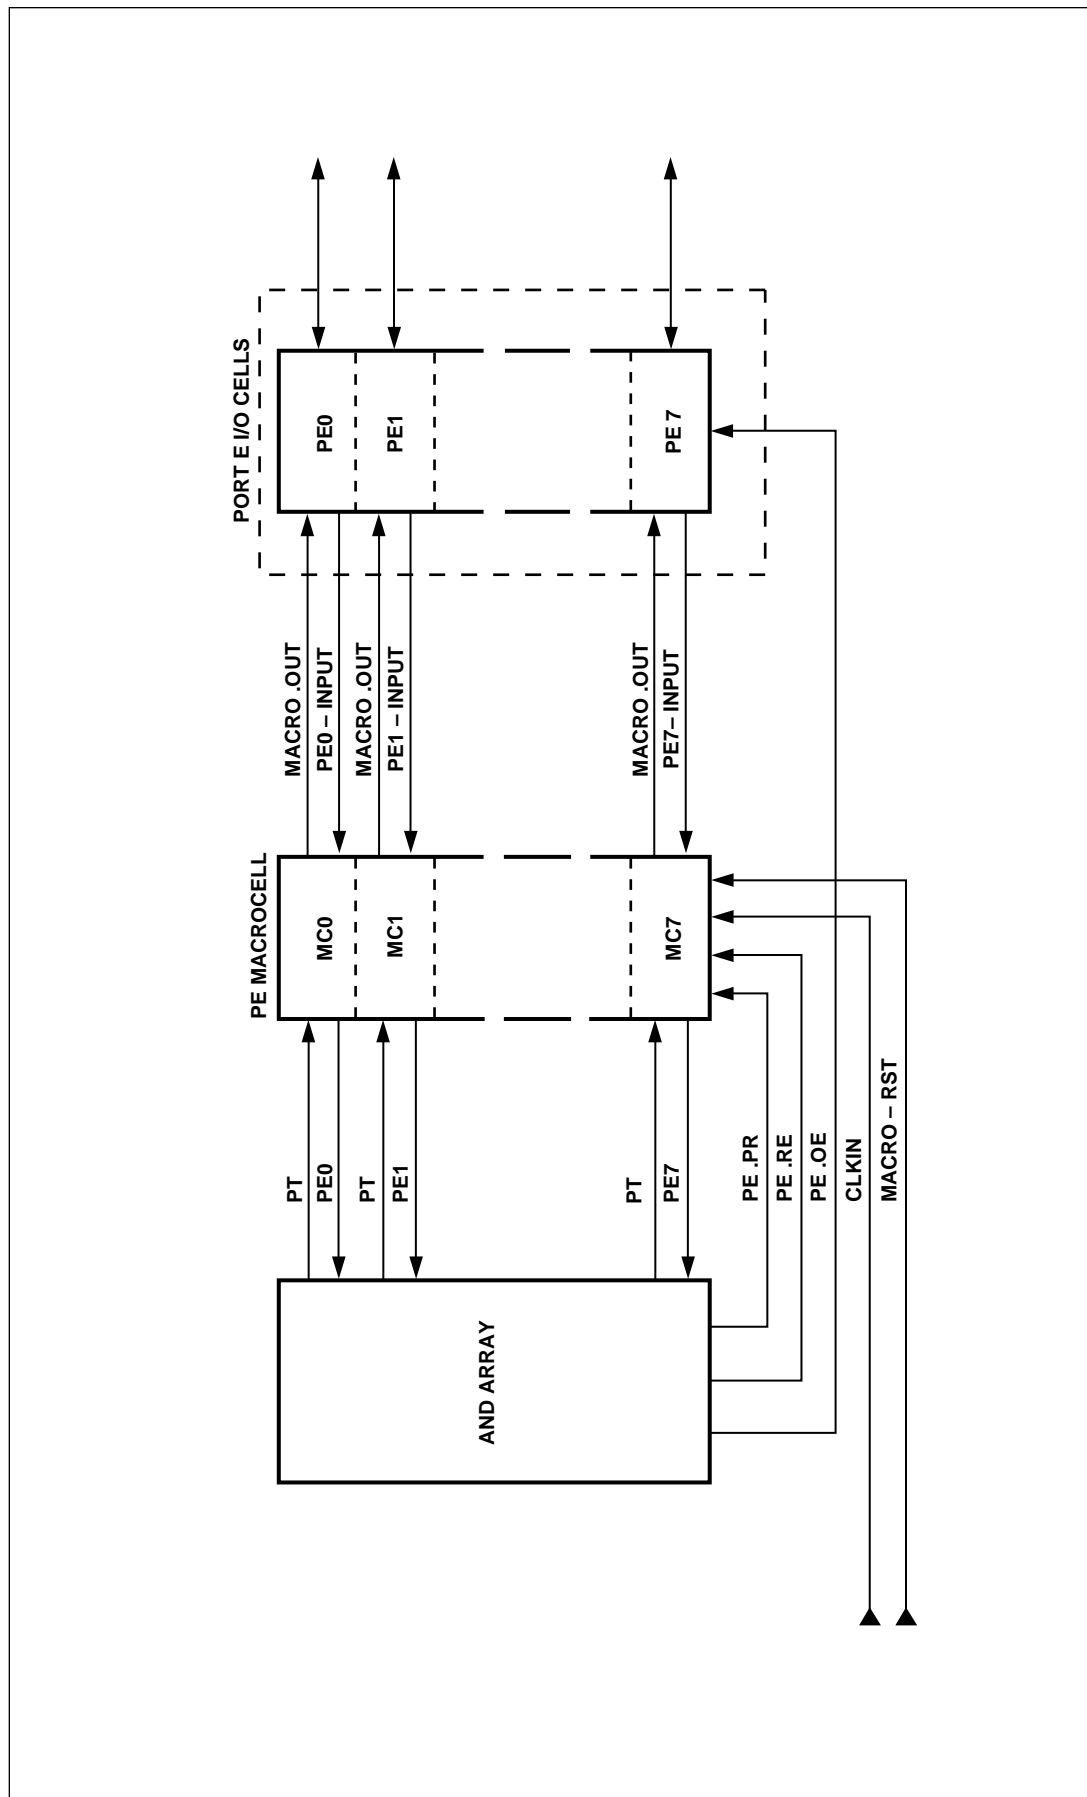 PORT E I/O CELLS
PE MACROCELL
PE0
PE1
PE 7
MACRO .OUT
PE0 – INPUT
MACRO .OUT
PE1 – INPUT
MACRO .OUT
PE7– INPUT
MC0
MC1
MC7
PT
PE0
PT
PE1
PT
PE7
AND ARRAY
PE .PR
PE .RE
PE .OE
CLKIN
MACRO – RST